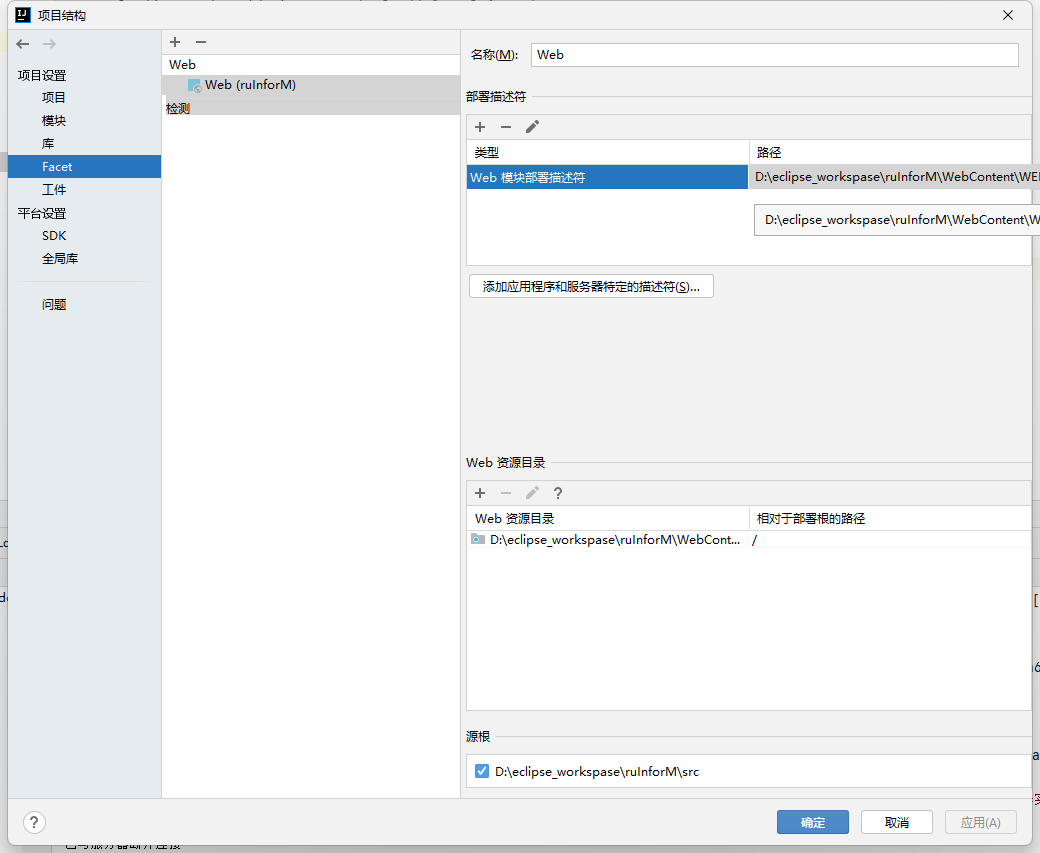 项目结构
项目设置
项目
模块
库
Facet
工件
平台设置
SDK
全局库
问题
Web
Web (ruInforM)
检测
名称(M):
Web
部署描述符
类型
路径
Web 模块部署描述符
D:\eclipse_workspase\ruInforM\WebContent\WE
D:\eclipse_workspase\ruInforM\WebContent\W
添加应用程序和服务器特定的描述符(S)...
Web 资源目录
?
Web 资源目录
相对于部署根的路径
D:\eclipse_workspase\ruInforM\WebCont...
/
源根
D:\eclipse_workspase\ruInforM\src
?
确定
取消
应用(A)